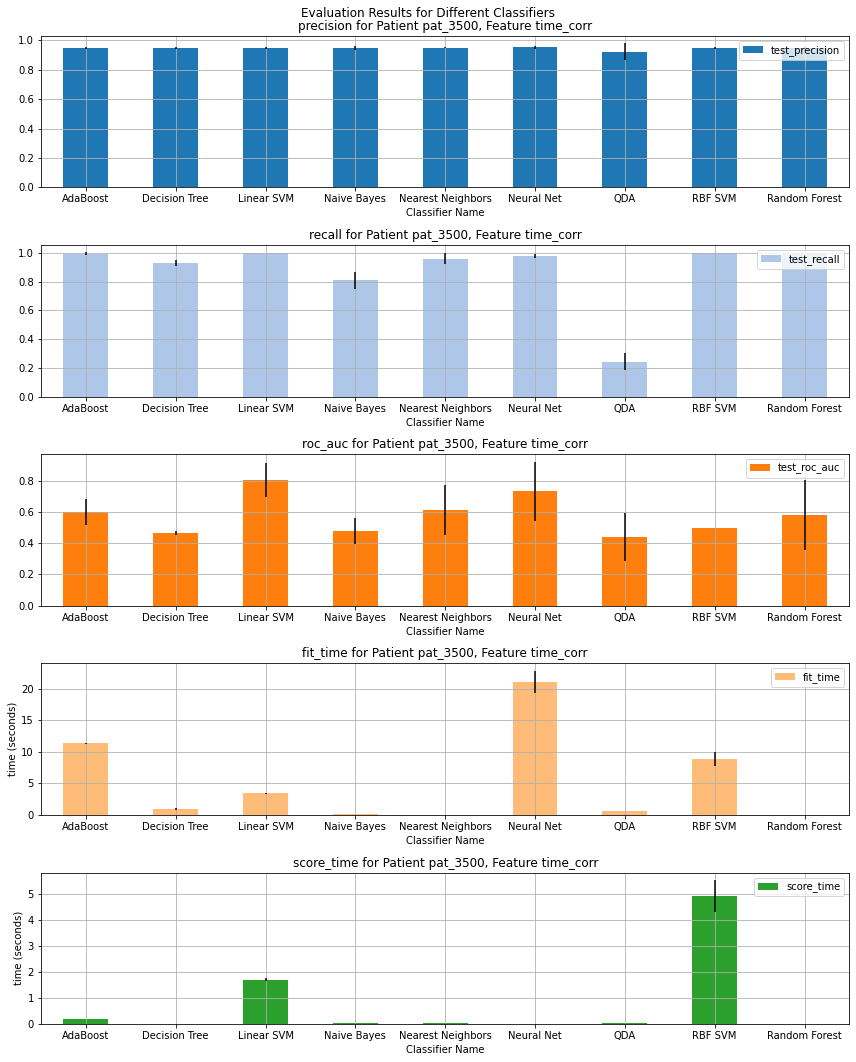 Evaluation Results for Different Classifiers
precision for Patient pat_3500, Feature time_corr
1.0
0.8
0.6
0.4
0.2
0.0
test_precision
AdaBoost Decision Tree Linear SVM Naive Bayes Nearest Neighbors Neural Net QDA RBF SVM Random Forest
Classifier Name
recall for Patient pat_3500, Feature time_corr
1.0
0.8
0.6
0.4
0.2
0.0
test_recall
AdaBoost Decision Tree Linear SVM Naive Bayes Nearest Neighbors Neural Net QDA RBF SVM Random Forest
Classifier Name
roc_auc for Patient pat_3500, Feature time_corr
0.8
0.6
0.4
0.2
0.0
test_roc_auc
AdaBoost Decision Tree Linear SVM Naive Bayes Nearest Neighbors Neural Net QDA RBF SVM Random Forest
Classifier Name
fit_time for Patient pat_3500, Feature time_corr
time (seconds)
20
15
10
5
0
fit_time
AdaBoost Decision Tree Linear SVM Naive Bayes Nearest Neighbors Neural Net QDA RBF SVM Random Forest
Classifier Name
score_time for Patient pat_3500, Feature time_corr
time (seconds)
5
4
3
2
1
0
score_time
AdaBoost Decision Tree Linear SVM Naive Bayes Nearest Neighbors Neural Net QDA RBF SVM Random Forest
Classifier Name